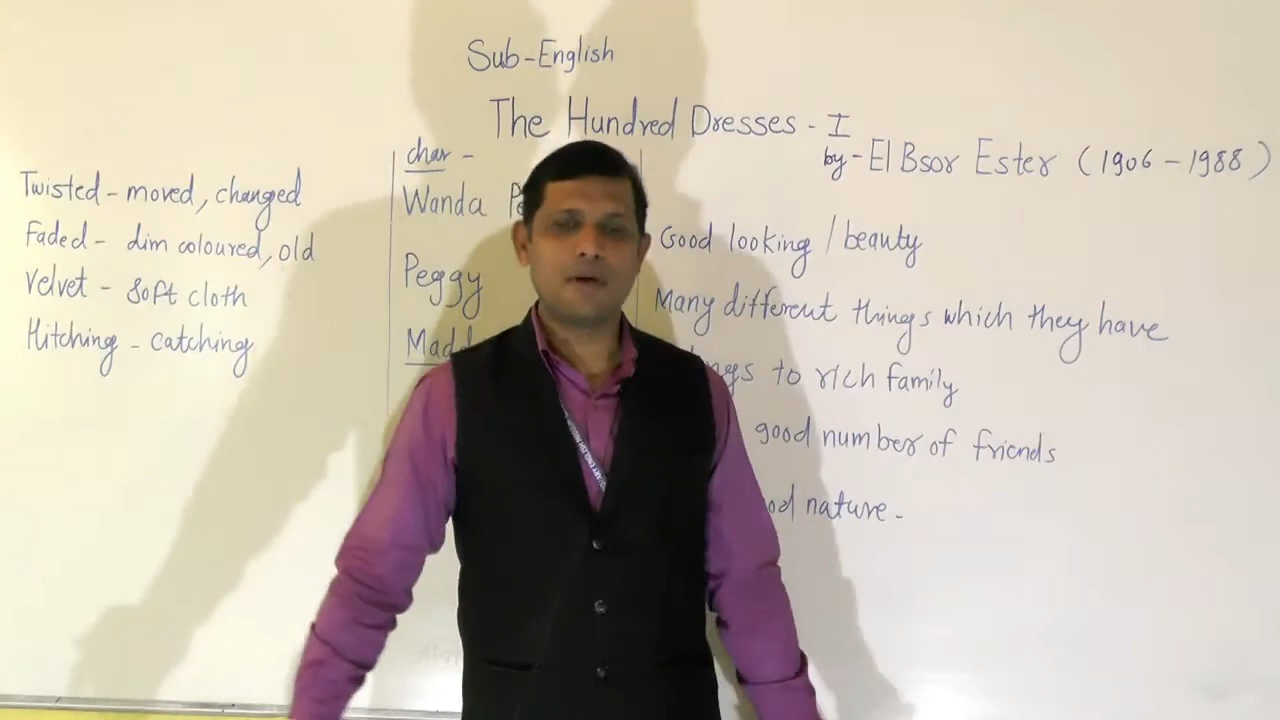 Sub-English
The Hundred Dresses - I
by - El Bsor Ester (1906 - 1988)
Twisted - moved, changed
Faded - dim coloured, old
Velvet - soft cloth
Hitching - catching
char -
Wanda
Peggy
Good looking / beauty
Many different things which they have
to rich family
good number of friends
nature -